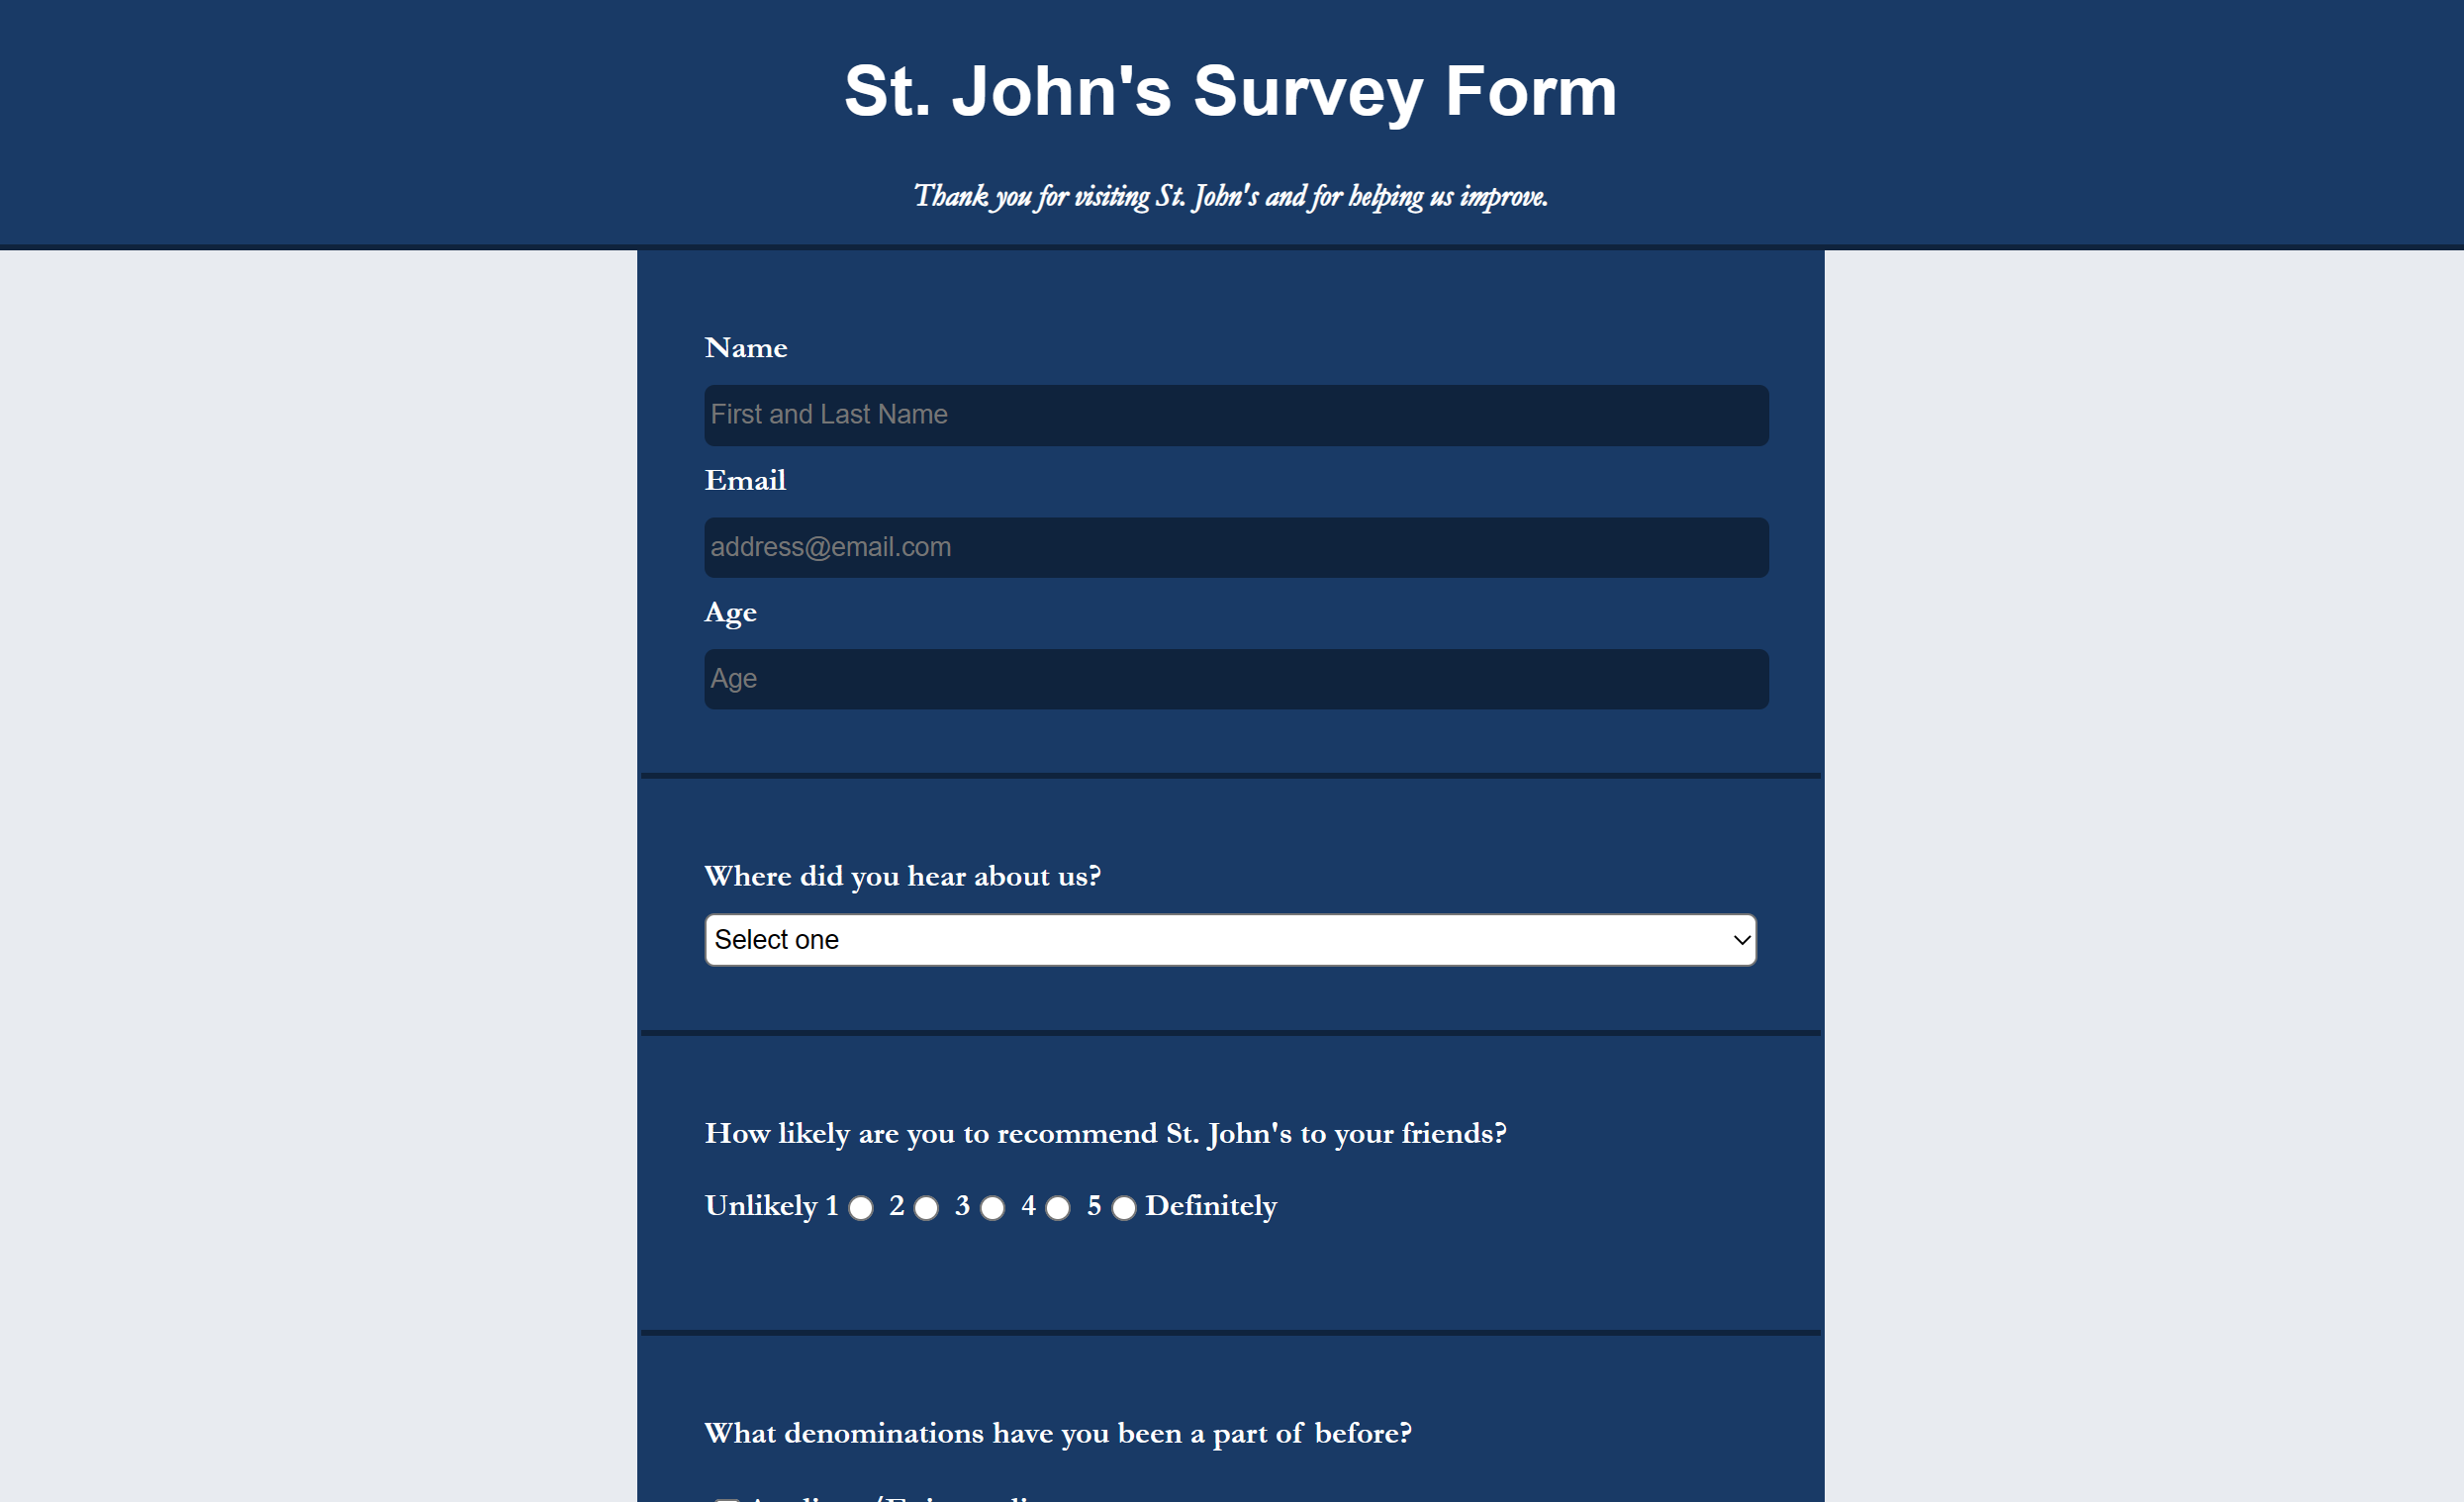 St. John's Survey Form
Thank you for visiting St. John's and for helping us improve.
Name
First and Last Name
Email
address@email.com
Age
Age
Where did you hear about us?
Select one
How likely are you to recommend St. John's to your friends?
Unlikely 1 2 3 4 5 Definitely
What denominations have you been a part of before?